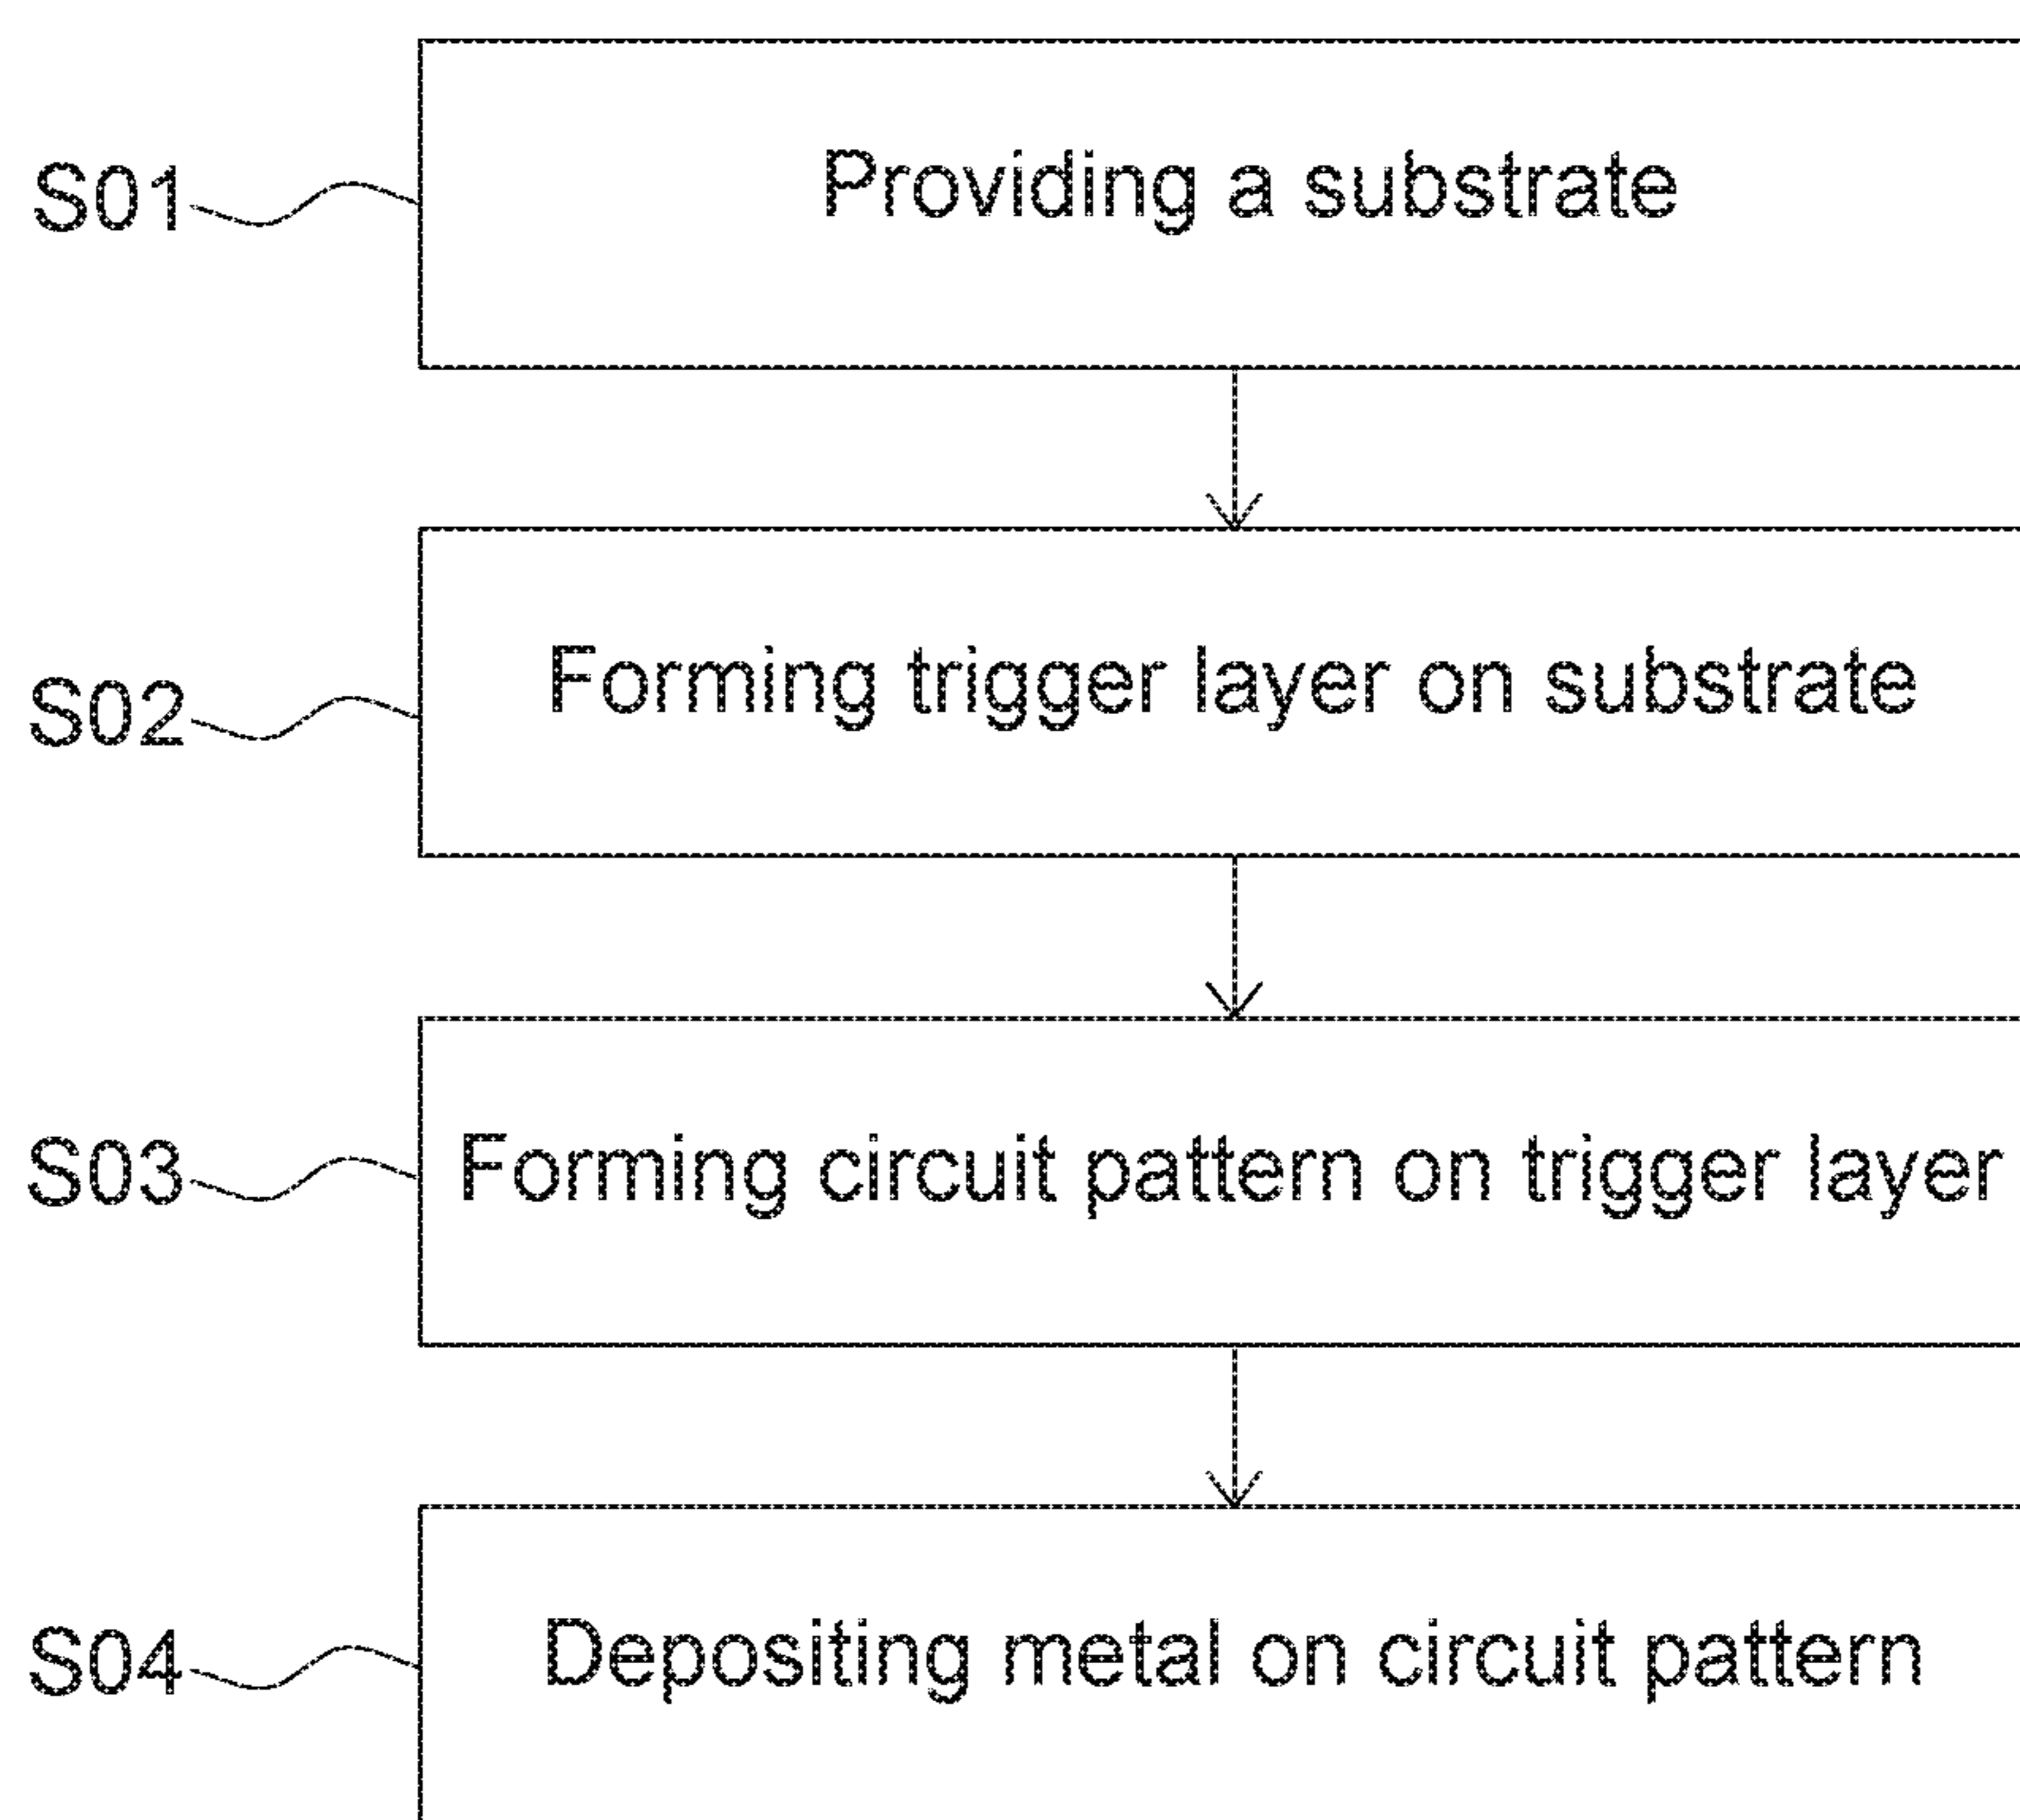 S01 Providing a substrate
S02 Forming trigger layer on substrate
S03 Forming circuit pattern on trigger layer
S04 Depositing metal on circuit pattern